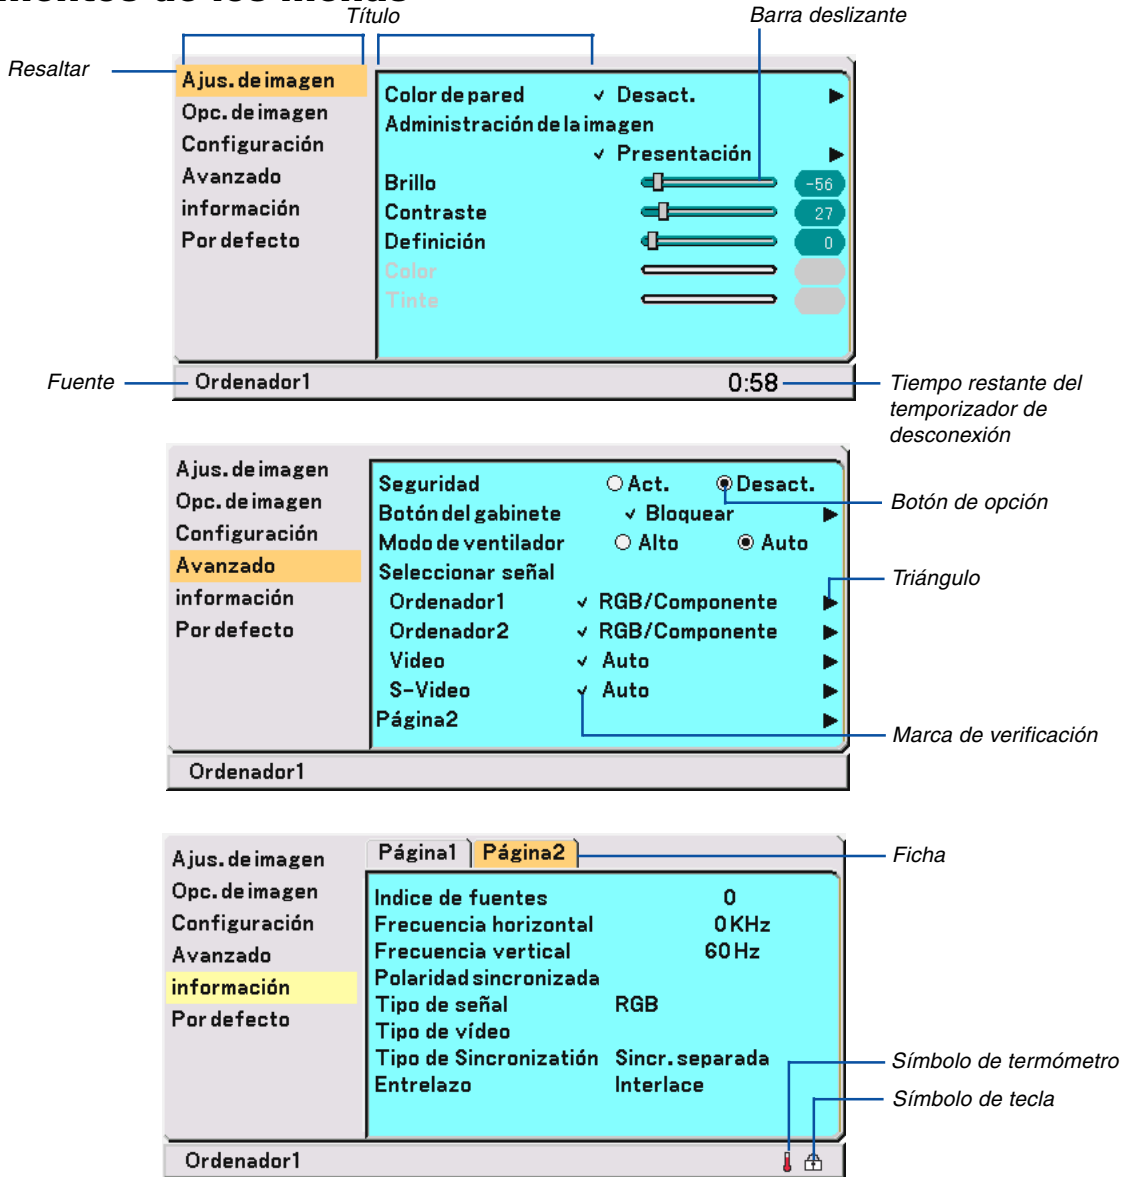 Título
Barra deslizante
Resaltar
Ajus. de imagen
Opc. de imagen
Configuración
Avanzado
información
Por defecto
Color de pared ✓ Desact. ▶
Administración de la imagen
✓ Presentación ▶
Brillo -56
Contraste 27
Definición 0
Color
Tinte
Fuente
Ordenador1 0:58
Tiempo restante del
temporizador de
desconexión
Ajus. de imagen
Opc. de imagen
Configuración
Avanzado
información
Por defecto
Seguridad ○ Act. ◉ Desact.
Botón del gabinete ✓ Bloquear ▶
Modo de ventilador ○ Alto ◉ Auto
Seleccionar señal
Ordenador1 ✓ RGB/Componente ▶
Ordenador2 ✓ RGB/Componente ▶
Video ✓ Auto ▶
S-Video ✓ Auto ▶
Página2 ▶
Botón de opción
Triángulo
Marca de verificación
Ordenador1
Ajus. de imagen
Opc. de imagen
Configuración
Avanzado
información
Por defecto
Página1 Página2
Ficha
Indice de fuentes 0
Frecuencia horizontal 0KHz
Frecuencia vertical 60Hz
Polaridad sincronizada
Tipo de señal RGB
Tipo de vídeo
Tipo de Sincronizatión Sincr. separada
Entrelazo Interlace
Símbolo de termómetro
Símbolo de tecla
Ordenador1